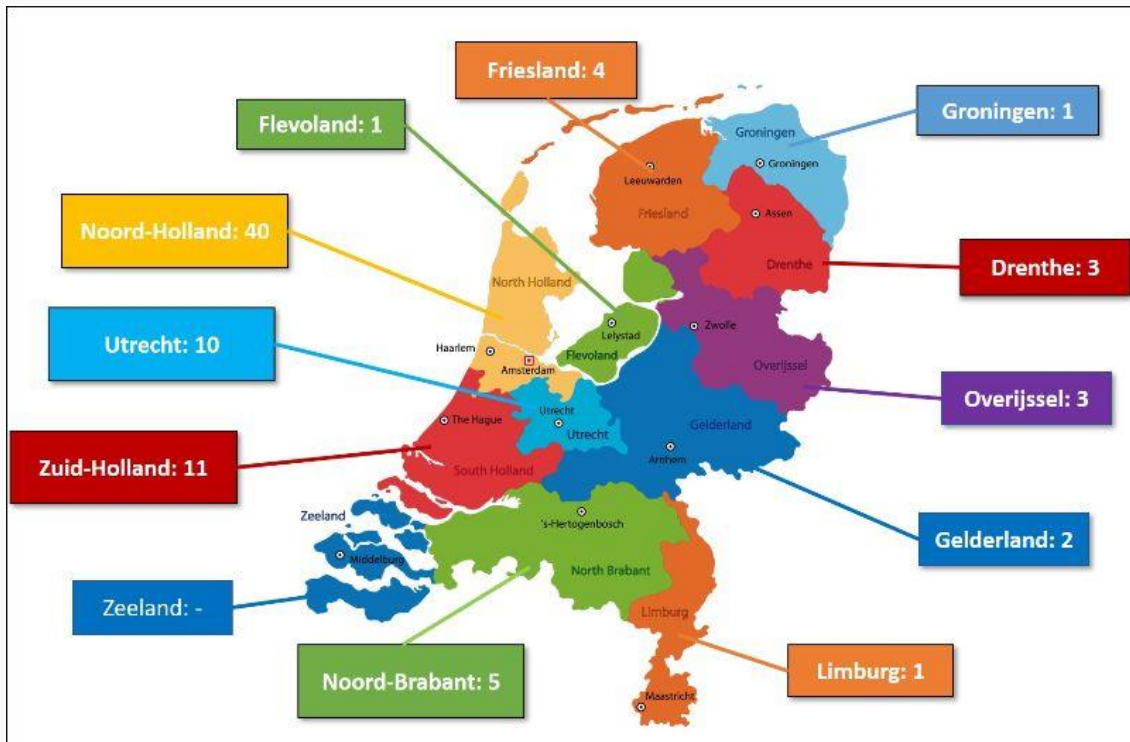 Friesland: 4
Flevoland: 1
Groningen: 1
Groningen
Groningen
Leeuwarden
Friesland
Assen
Noord-Holland: 40
North Holland
Drenthe
Drenthe: 3
Lelystad
Zwolle
Utrecht: 10
Haarlem
Flevoland
Amsterdam
Overijssel
Overijssel: 3
Utrecht
The Hague
Utrecht
Gelderland
Arnhem
Zuid-Holland: 11
South Holland
Zeeland
's-Hertogenbosch
Gelderland: 2
Middelburg
North Brabant
Zeeland: -
Limburg
Noord-Brabant: 5
Limburg: 1
Maastricht